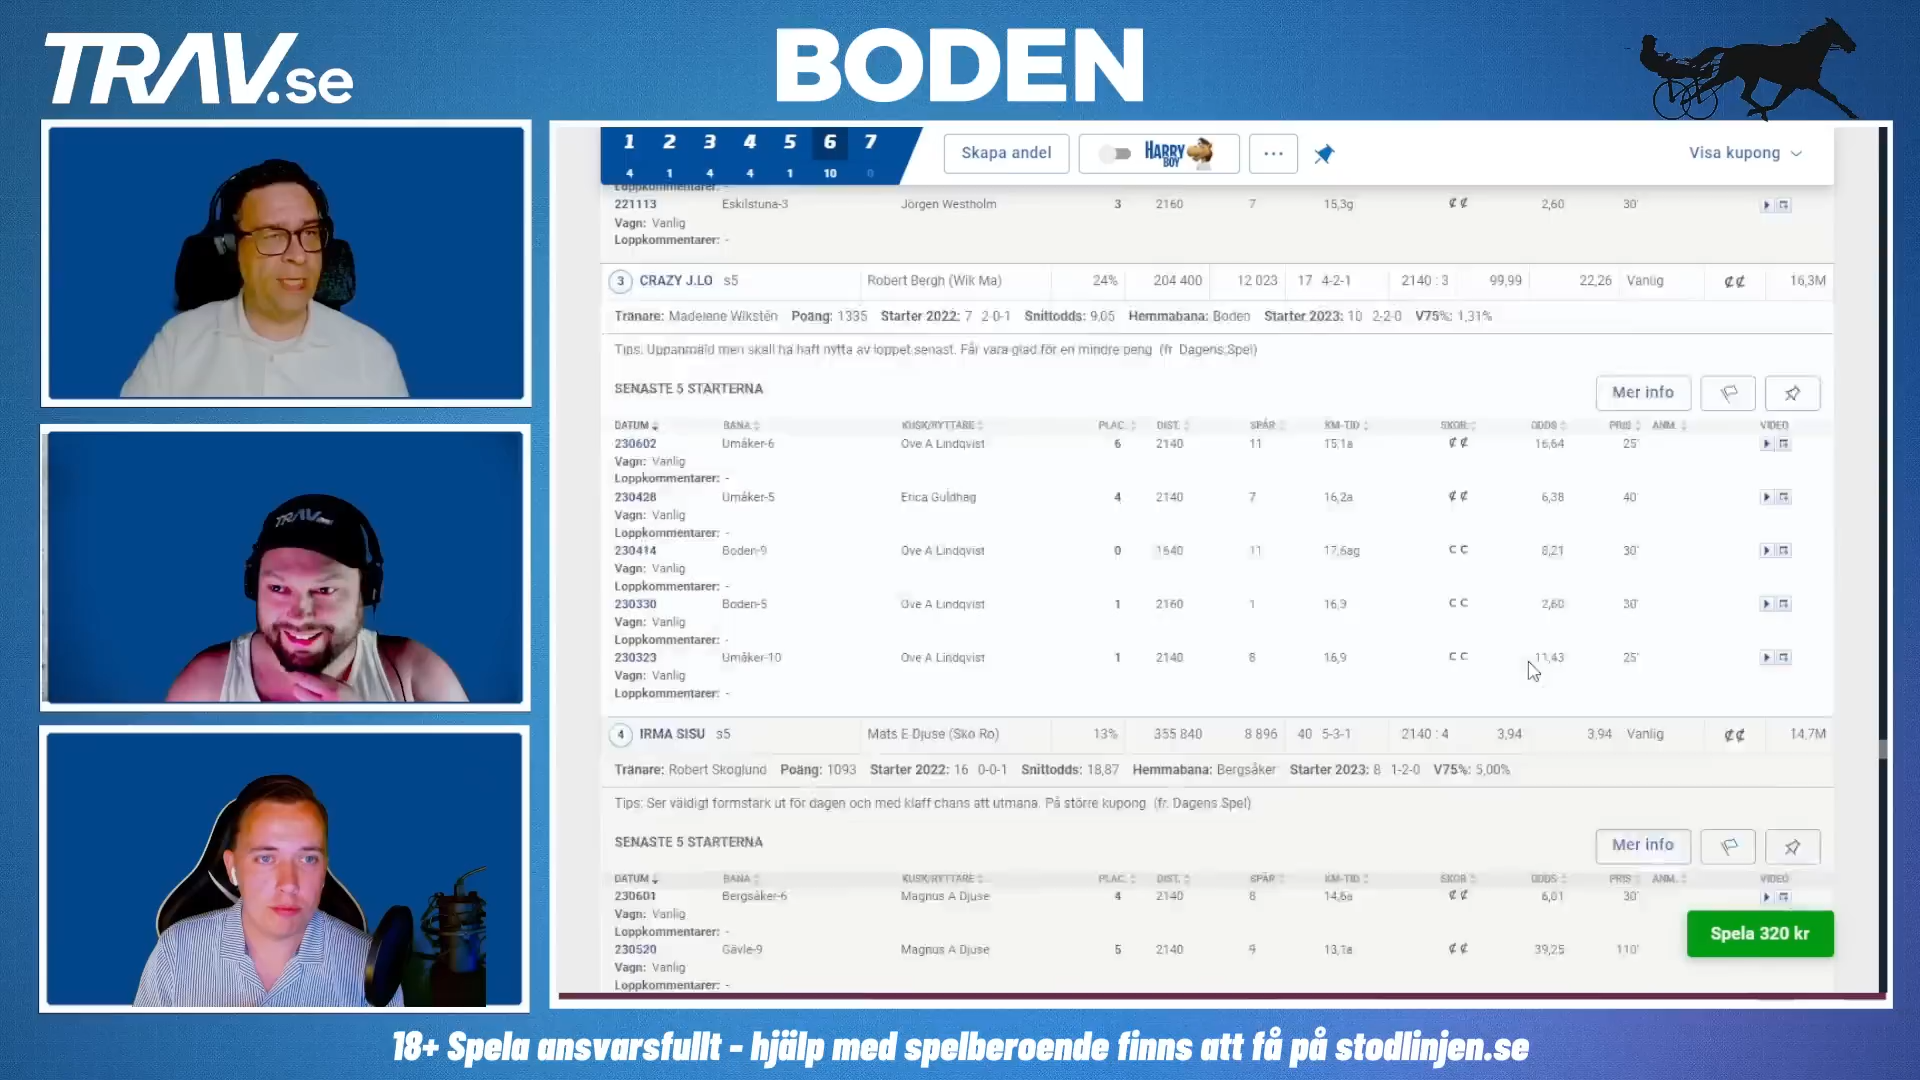 TRAV.se
BODEN
1 2 3 4 5 6 7
4 1 4 4 1 10 0
Skapa andel
HARRY BOY
Visa kupong
Loppkommentarer: -
221113 Eskilstuna-3 Jörgen Westholm 3 2160 7 15,3g ¢ ¢ 2,60 30'
Vagn: Vanlig
Loppkommentarer: -
3 CRAZY J.LO s5 Robert Bergh (Wik Ma) 24% 204 400 12 023 17 4-2-1 2140 : 3 99,99 22,26 Vanlig ¢¢ 16,3M
Tränare: Madelene Wikstén Poäng: 1335 Starter 2022: 7 2-0-1 Snittodds: 9,05 Hemmabana: Boden Starter 2023: 10 2-2-0 V75%: 1,31%
Tips: Uppanmäld men skall ha haft nytta av loppet senast. Får vara glad för en mindre peng (fr. Dagens Spel)
SENASTE 5 STARTERNA
Mer info
DATUM BANA KUSK/RYTTARE PLAC. DIST. SPÅR KM-TID SKOR ODDS PRIS ANM. VIDEO
230602 Umåker-6 Ove A Lindqvist 6 2140 11 15,1a ¢ ¢ 16,64 25'
Vagn: Vanlig
Loppkommentarer: -
230428 Umåker-5 Erica Guldhag 4 2140 7 16,2a ¢ ¢ 6,38 40'
Vagn: Vanlig
Loppkommentarer: -
230414 Boden-9 Ove A Lindqvist 0 1640 11 17,6ag C C 8,21 30'
Vagn: Vanlig
Loppkommentarer: -
230330 Boden-5 Ove A Lindqvist 1 2160 1 16,9 C C 2,60 30'
Vagn: Vanlig
Loppkommentarer: -
230323 Umåker-10 Ove A Lindqvist 1 2140 8 16,9 C C 11,43 25'
Vagn: Vanlig
Loppkommentarer: -
4 IRMA SISU s5 Mats E Djuse (Sko Ro) 13% 355 840 8 896 40 5-3-1 2140 : 4 3,94 3,94 Vanlig ¢¢ 14,7M
Tränare: Robert Skoglund Poäng: 1093 Starter 2022: 16 0-0-1 Snittodds: 18,87 Hemmabana: Bergsåker Starter 2023: 8 1-2-0 V75%: 5,00%
Tips: Ser väldigt formstark ut för dagen och med klaff chans att utmana. På större kupong (fr. Dagens Spel)
SENASTE 5 STARTERNA
Mer info
DATUM BANA KUSK/RYTTARE PLAC. DIST. SPÅR KM-TID SKOR ODDS PRIS ANM. VIDEO
230601 Bergsåker-6 Magnus A Djuse 4 2140 8 14,6a ¢ ¢ 6,01 30'
Vagn: Vanlig
Loppkommentarer: -
230520 Gävle-9 Magnus A Djuse 5 2140 9 13,1a ¢ ¢ 39,25 110'
Vagn: Vanlig
Loppkommentarer: -
Spela 320 kr
TRAV.se
18+ Spela ansvarsfullt - hjälp med spelberoende finns att få på stodlinjen.se